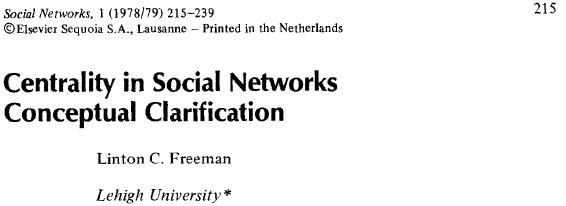 Social Networks, 1 (1978/79) 215–239
215
©Elsevier Sequoia S.A., Lausanne – Printed in the Netherlands
Centrality in Social Networks
Conceptual Clarification
Linton C. Freeman
Lehigh University*